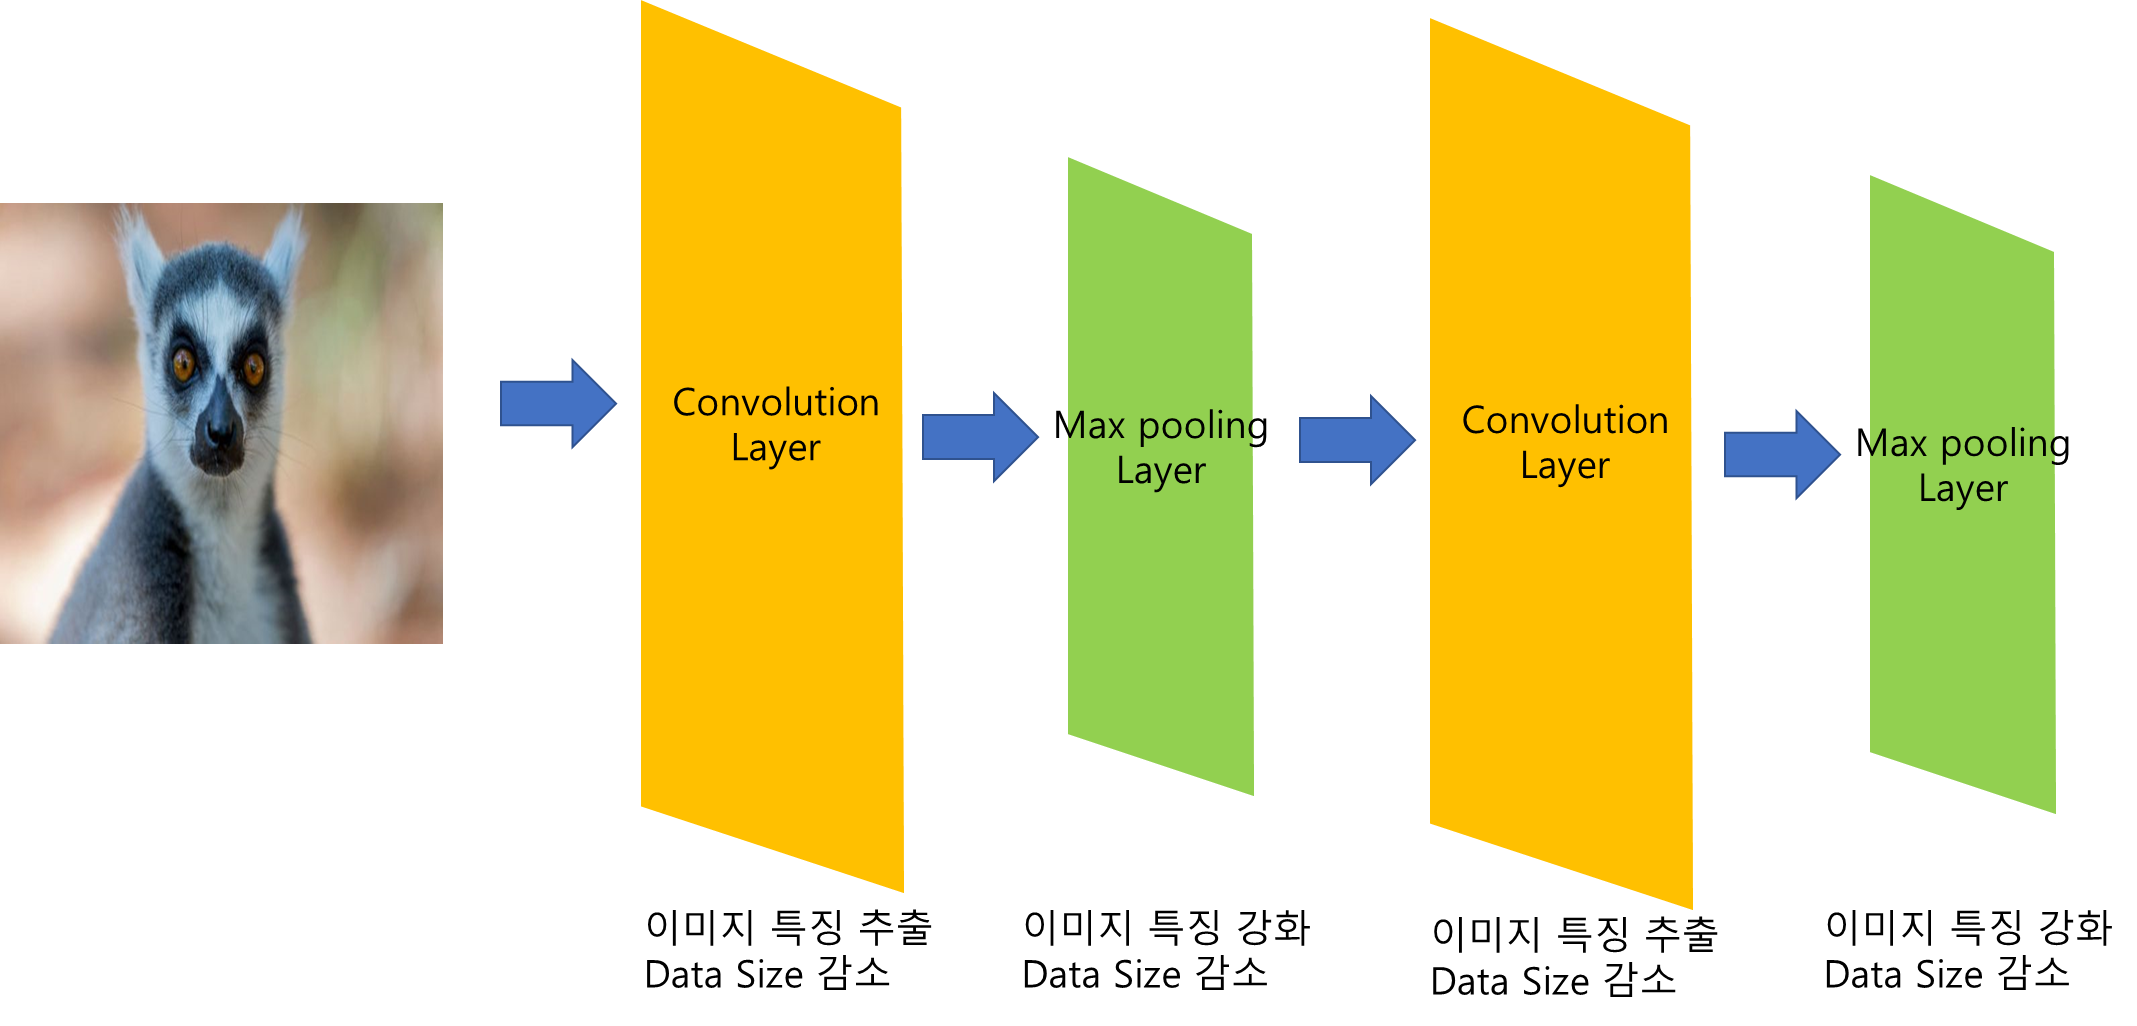 Convolution
Layer
Max pooling
Layer
Convolution
Layer
Max pooling
Layer
이미지 특징 추출
Data Size 감소
이미지 특징 강화
Data Size 감소
이미지 특징 추출
Data Size 감소
이미지 특징 강화
Data Size 감소